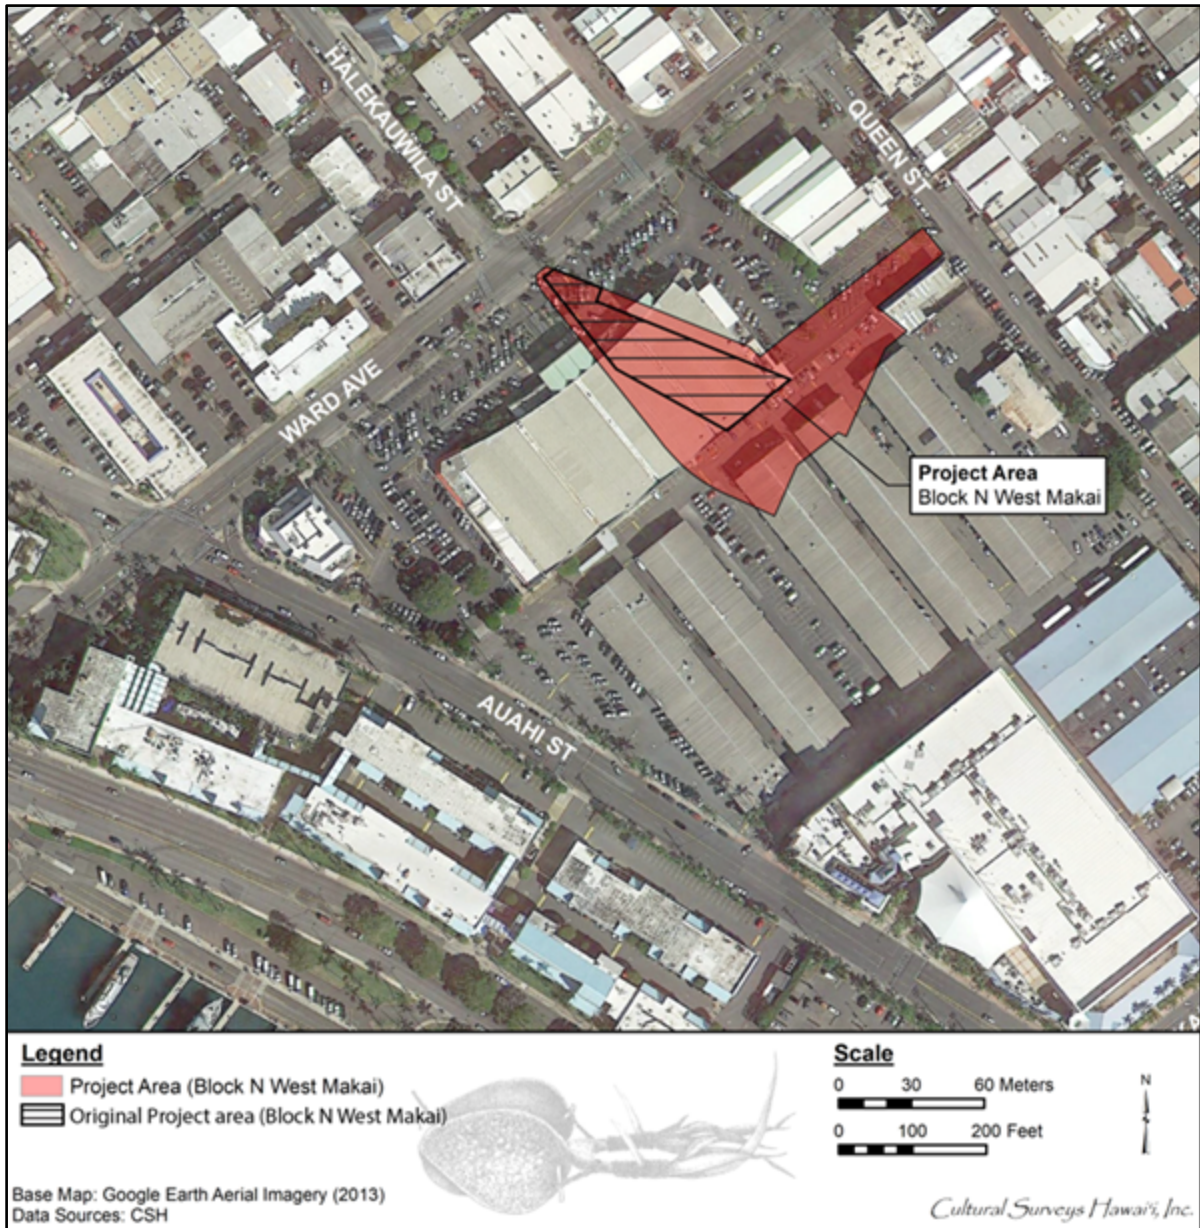 HALEKAUWILA ST
QUEEN ST
WARD AVE
Project Area
Block N West Makai
AUAHI ST
Legend
Project Area (Block N West Makai)
Original Project area (Block N West Makai)
Base Map: Google Earth Aerial Imagery (2013)
Data Sources: CSH
Scale
0 30 60 Meters
0 100 200 Feet
N
Cultural Surveys Hawai‘i, Inc.